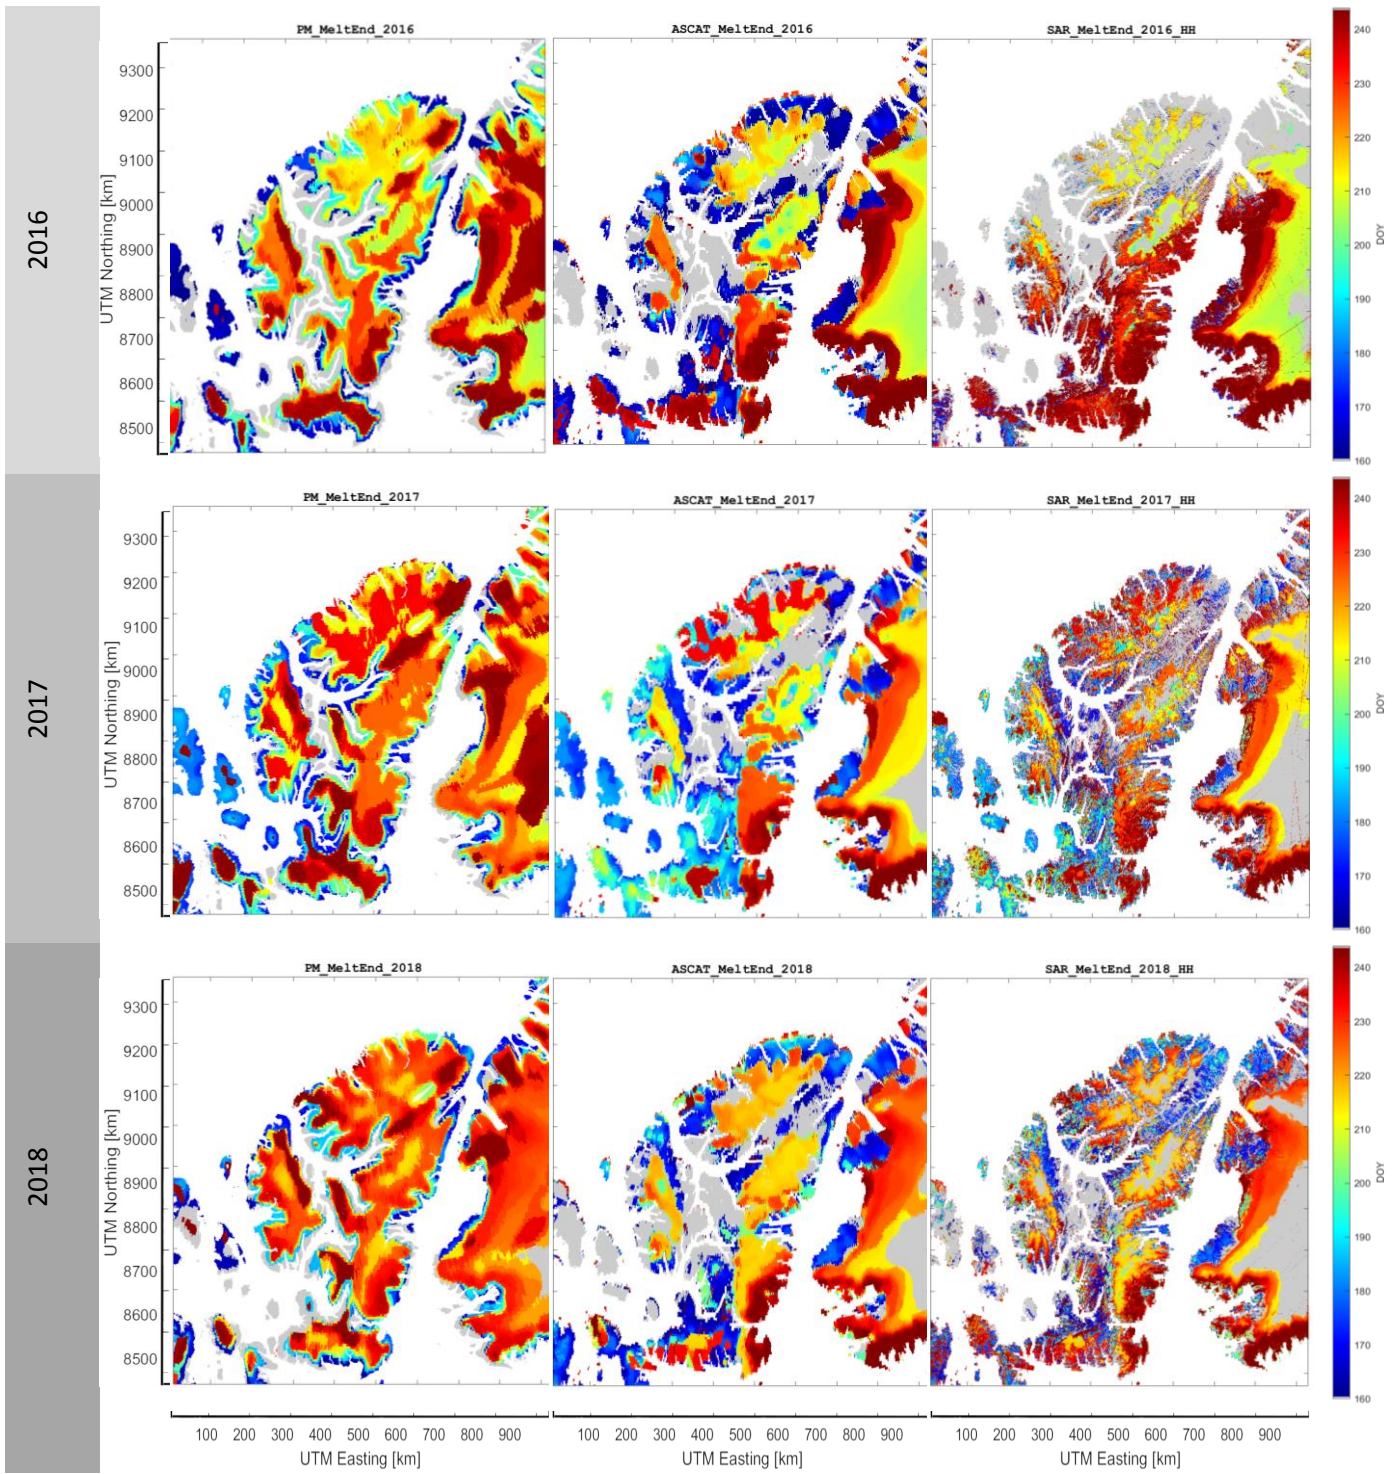 2016
PM_MeltEnd_2016
ASCAT_MeltEnd_2016
SAR_MeltEnd_2016_HH
UTM Northing [km]
9300
9200
9100
9000
8900
8800
8700
8600
8500
240
230
220
210
200
190
180
170
160
DOY
2017
PM_MeltEnd_2017
ASCAT_MeltEnd_2017
SAR_MeltEnd_2017_HH
UTM Northing [km]
9300
9200
9100
9000
8900
8800
8700
8600
8500
240
230
220
210
200
190
180
170
160
DOY
2018
PM_MeltEnd_2018
ASCAT_MeltEnd_2018
SAR_MeltEnd_2018_HH
UTM Northing [km]
9300
9200
9100
9000
8900
8800
8700
8600
8500
240
230
220
210
200
190
180
170
160
DOY
100 200 300 400 500 600 700 800 900
100 200 300 400 500 600 700 800 900
100 200 300 400 500 600 700 800 900
UTM Easting [km]
UTM Easting [km]
UTM Easting [km]